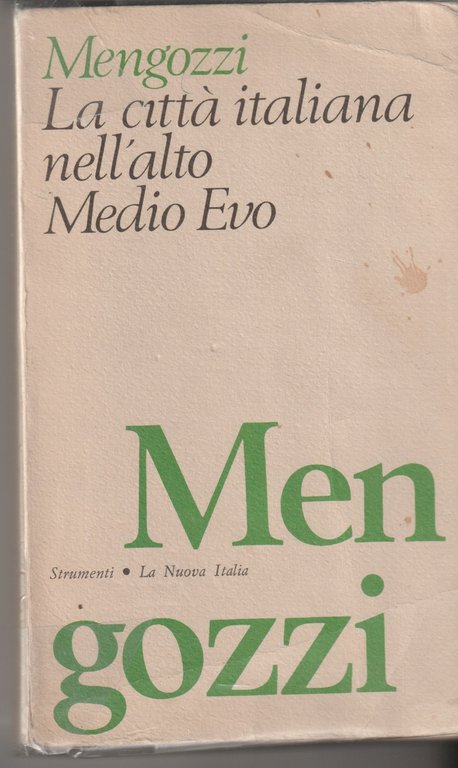 Mengozzi
La città italiana
nell'alto
Medio Evo
Men
Strumenti • La Nuova Italia
gozzi